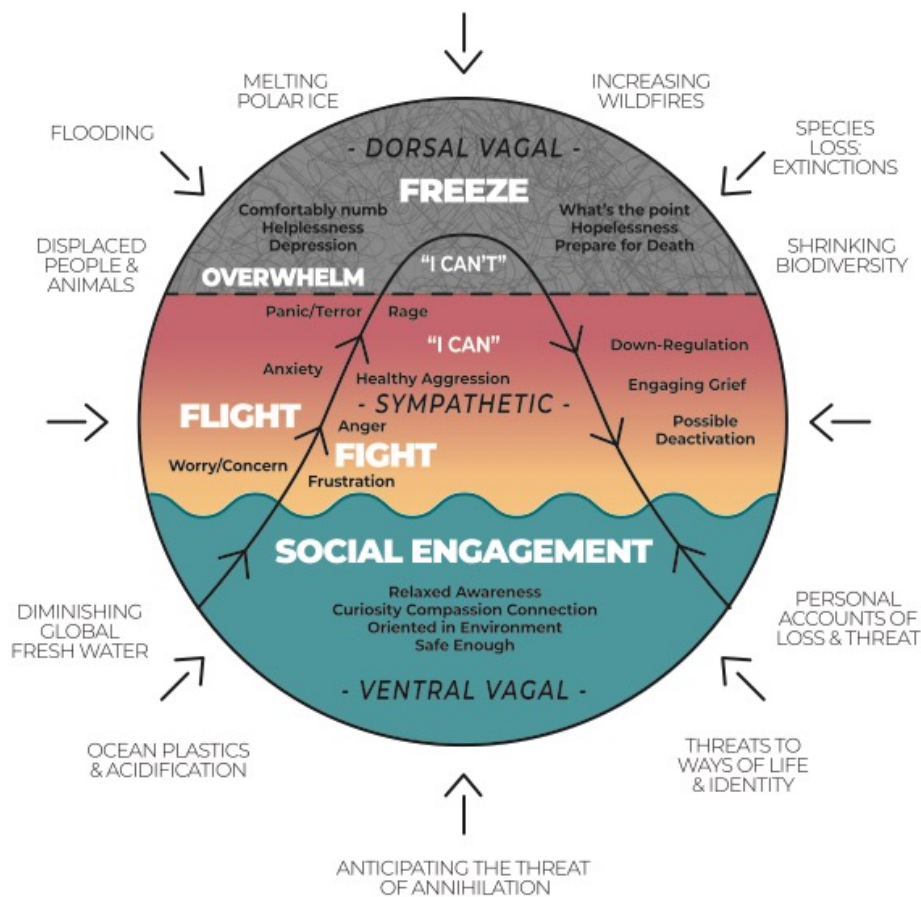 MELTING
POLAR ICE
INCREASING
WILDFIRES
FLOODING
SPECIES
LOSS:
EXTINCTIONS
DISPLACED
PEOPLE &
ANIMALS
SHRINKING
BIODIVERSITY
- DORSAL VAGAL -
FREEZE
Comfortably numb
Helplessness
Depression
What's the point
Hopelessness
Prepare for Death
OVERWHELM
"I CAN'T"
Panic/Terror
Rage
"I CAN"
Down-Regulation
Anxiety
Healthy Aggression
Engaging Grief
- SYMPATHETIC -
FLIGHT
Anger
Possible
Deactivation
FIGHT
Worry/Concern
Frustration
SOCIAL ENGAGEMENT
Relaxed Awareness
Curiosity Compassion Connection
Oriented in Environment
Safe Enough
- VENTRAL VAGAL -
DIMINISHING
GLOBAL
FRESH WATER
PERSONAL
ACCOUNTS OF
LOSS & THREAT
OCEAN PLASTICS
& ACIDIFICATION
THREATS TO
WAYS OF LIFE
& IDENTITY
ANTICIPATING THE THREAT
OF ANNIHILATION